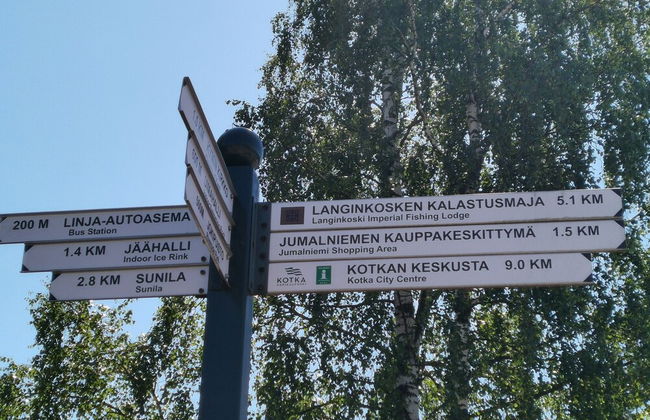 200 M LINJA-AUTOASEMA
Bus Station
1.4 KM JÄÄHALLI
Indoor Ice Rink
2.8 KM SUNILA
Sunila
LANGINKOSKEN KALASTUSMAJA 5.1 KM
Langinkoski Imperial Fishing Lodge
JUMALNIEMEN KAUPPAKESKITTYMÄ 1.5 KM
Jumalniemi Shopping Area
KOTKAN KESKUSTA 9.0 KM
Kotka City Centre
KOTKA